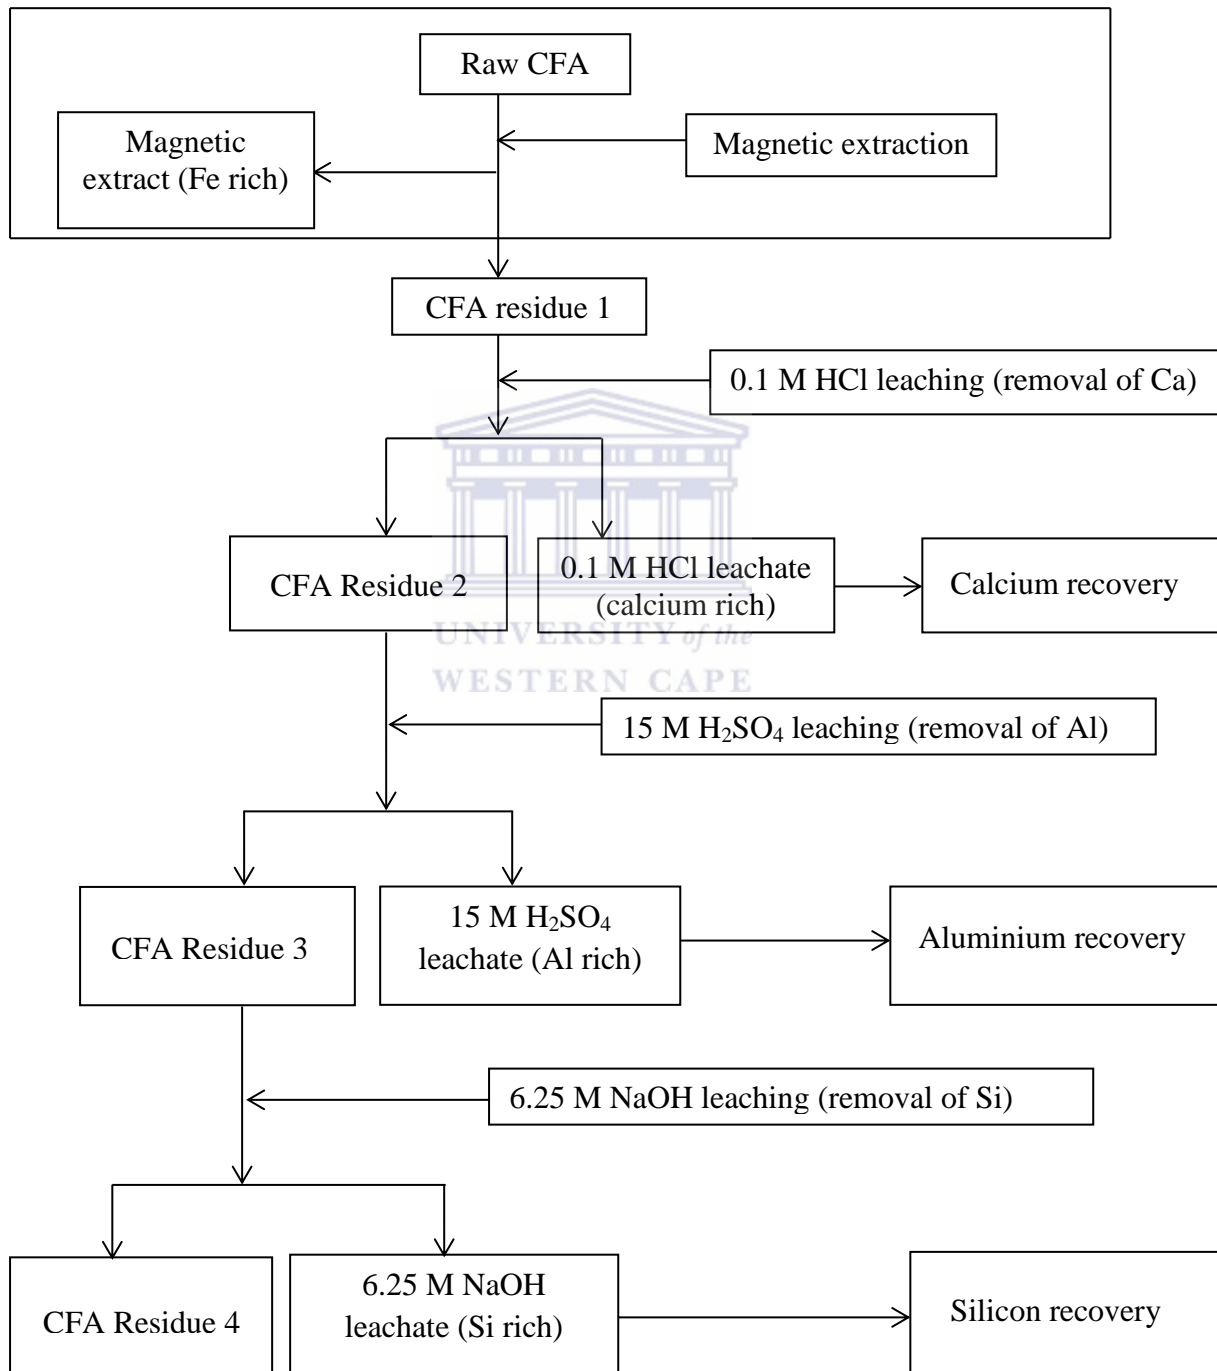 Raw CFA
Magnetic
extract (Fe rich)
Magnetic extraction
CFA residue 1
0.1 M HCl leaching (removal of Ca)
CFA Residue 2
0.1 M HCl leachate
(calcium rich)
Calcium recovery
UNIVERSITY of the
WESTERN CAPE
15 M H₂SO₄ leaching (removal of Al)
CFA Residue 3
15 M H₂SO₄
leachate (Al rich)
Aluminium recovery
6.25 M NaOH leaching (removal of Si)
CFA Residue 4
6.25 M NaOH
leachate (Si rich)
Silicon recovery